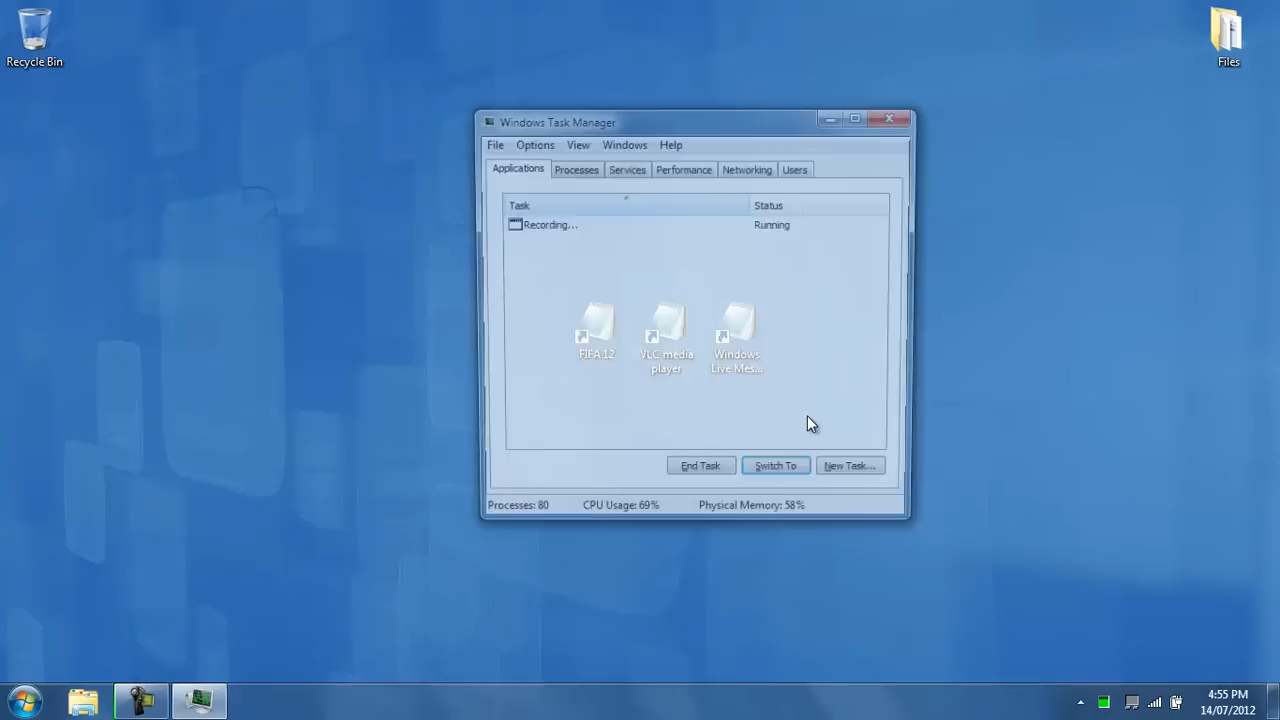 Recycle Bin
Files
Windows Task Manager
File Options View Windows Help
Applications Processes Services Performance Networking Users
Task Status
Recording... Running
FIFA 12
VLC media player
Windows Live Mes...
End Task Switch To New Task...
Processes: 80 CPU Usage: 69% Physical Memory: 58%
4:55 PM
14/07/2012